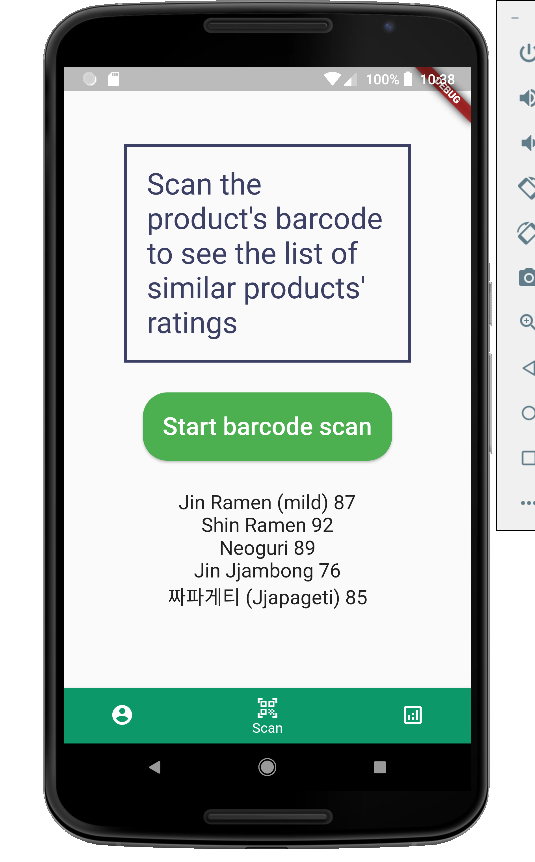 100% 10:38
DEBUG
Scan the
product's barcode
to see the list of
similar products'
ratings
Start barcode scan
Jin Ramen (mild) 87
Shin Ramen 92
Neoguri 89
Jin Jjambong 76
짜파게티 (Jjapageti) 85
Scan